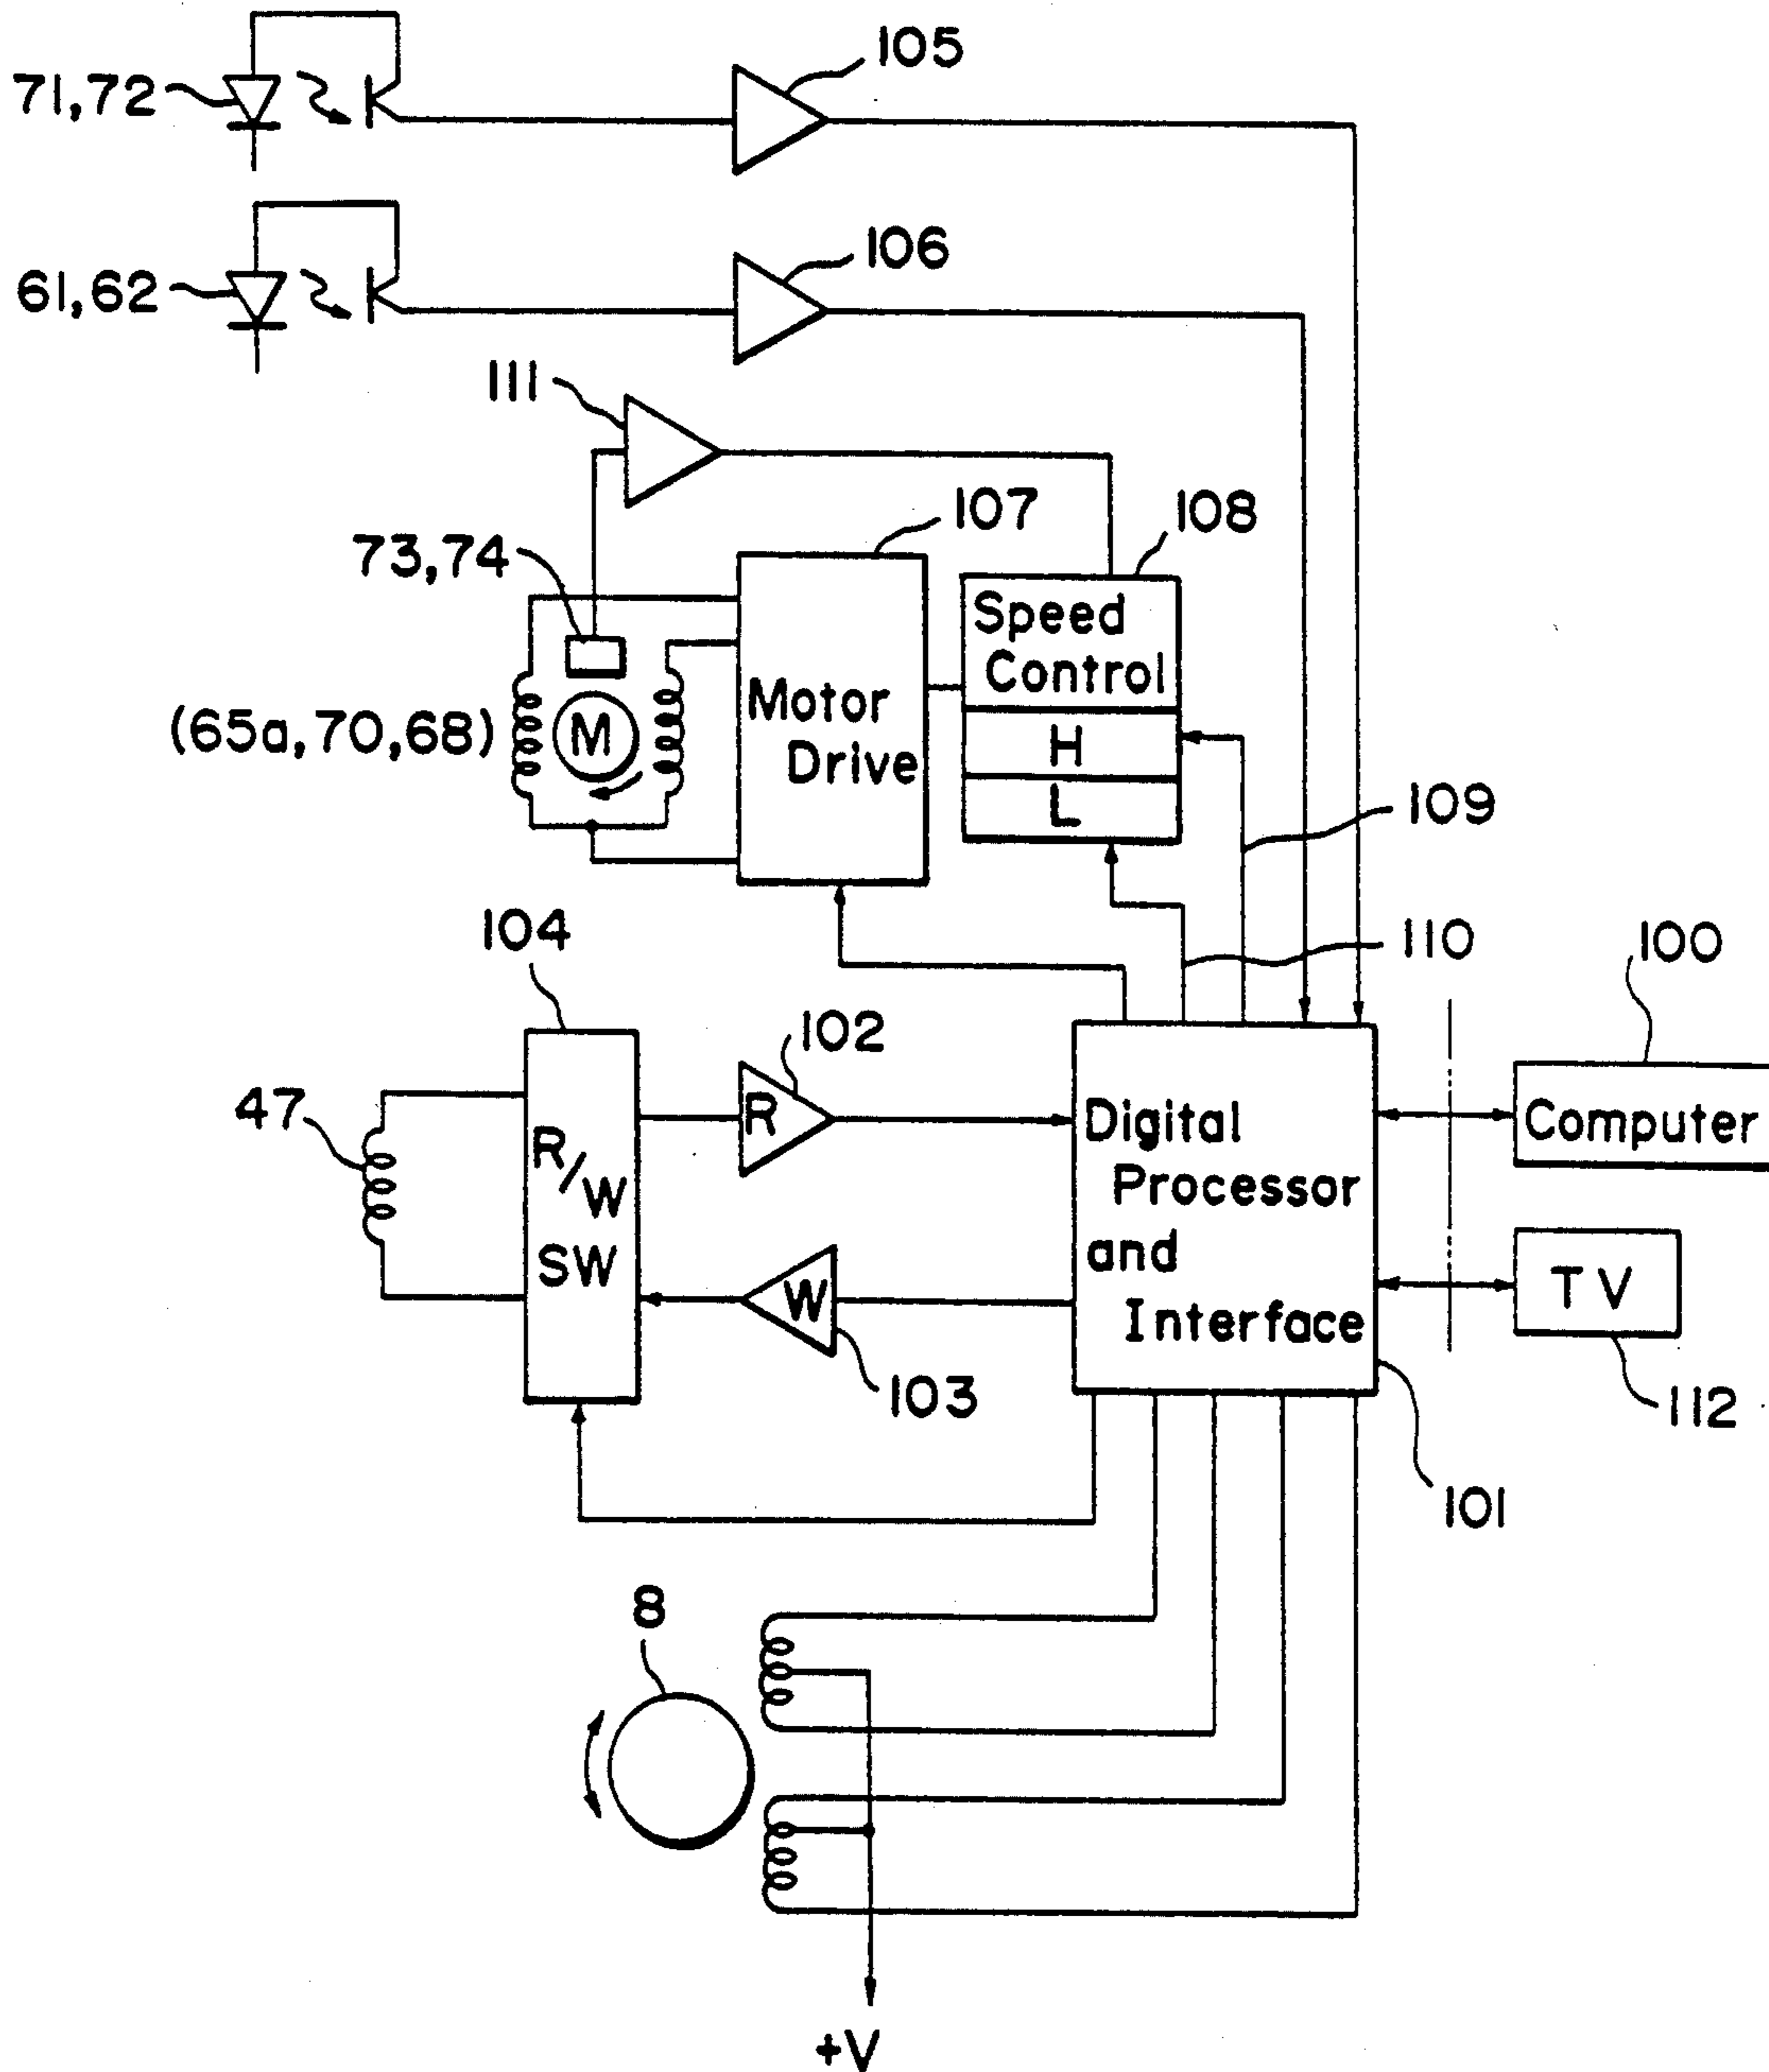 105
71,72
106
61,62
111
107
108
73,74
Speed
Control
(65a,70,68)
M
Motor
Drive
H
L
109
104
110
100
102
47
R
R/W
SW
Digital
Processor
and
Interface
Computer
W
TV
103
112
101
8
+V